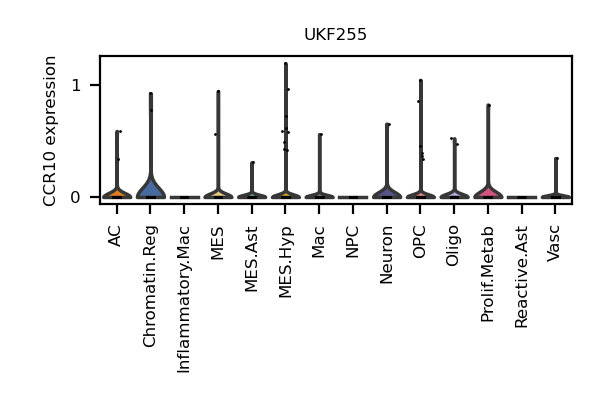 UKF255
CCR10 expression
1
0
AC
Chromatin.Reg
Inflammatory.Mac
MES
MES.Ast
MES.Hyp
Mac
NPC
Neuron
OPC
Oligo
Prolif.Metab
Reactive.Ast
Vasc